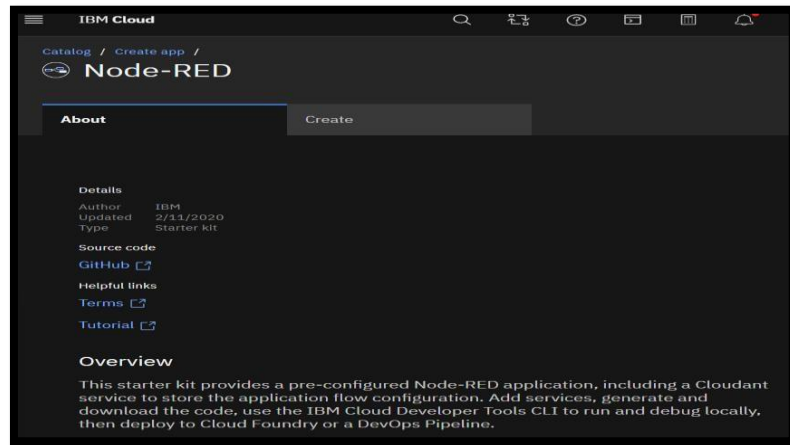 IBM Cloud
Catalog / Create app /
Node-RED
About
Create
Details
Author IBM
Updated 2/11/2020
Type Starter kit
Source code
GitHub
Helpful links
Terms
Tutorial
Overview
This starter kit provides a pre-configured Node-RED application, including a Cloudant
service to store the application flow configuration. Add services, generate and
download the code, use the IBM Cloud Developer Tools CLI to run and debug locally,
then deploy to Cloud Foundry or a DevOps Pipeline.